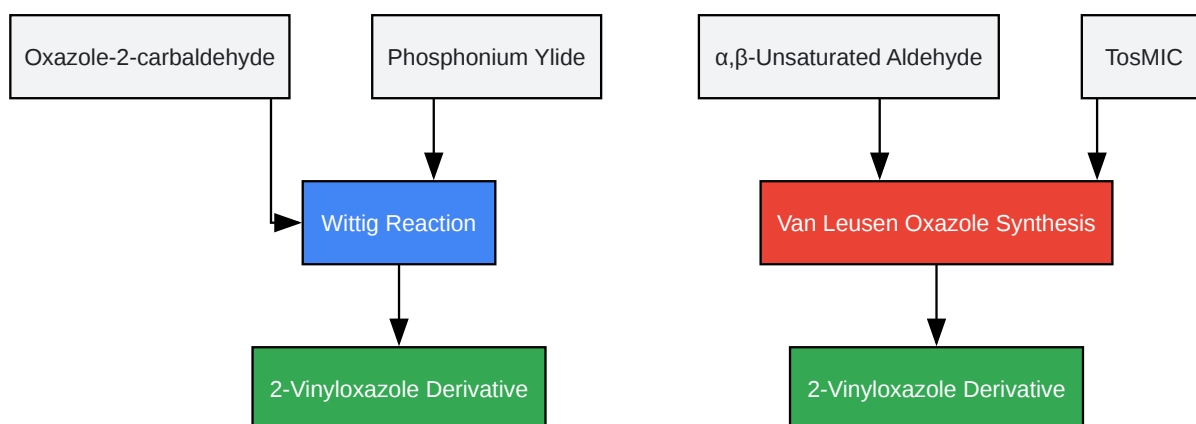 Oxazole-2-carbaldehyde
Phosphonium Ylide
α,β-Unsaturated Aldehyde
TosMIC
Wittig Reaction
Van Leusen Oxazole Synthesis
2-Vinyloxazole Derivative
2-Vinyloxazole Derivative